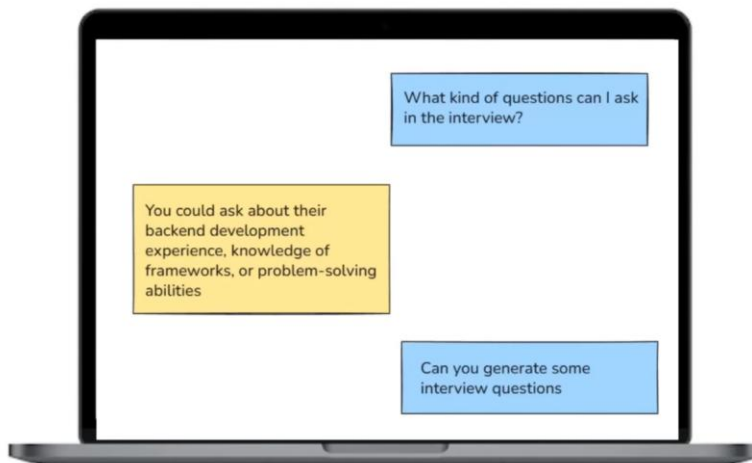 What kind of questions can I ask
in the interview?
You could ask about their
backend development
experience, knowledge of
frameworks, or problem-solving
abilities
Can you generate some
interview questions